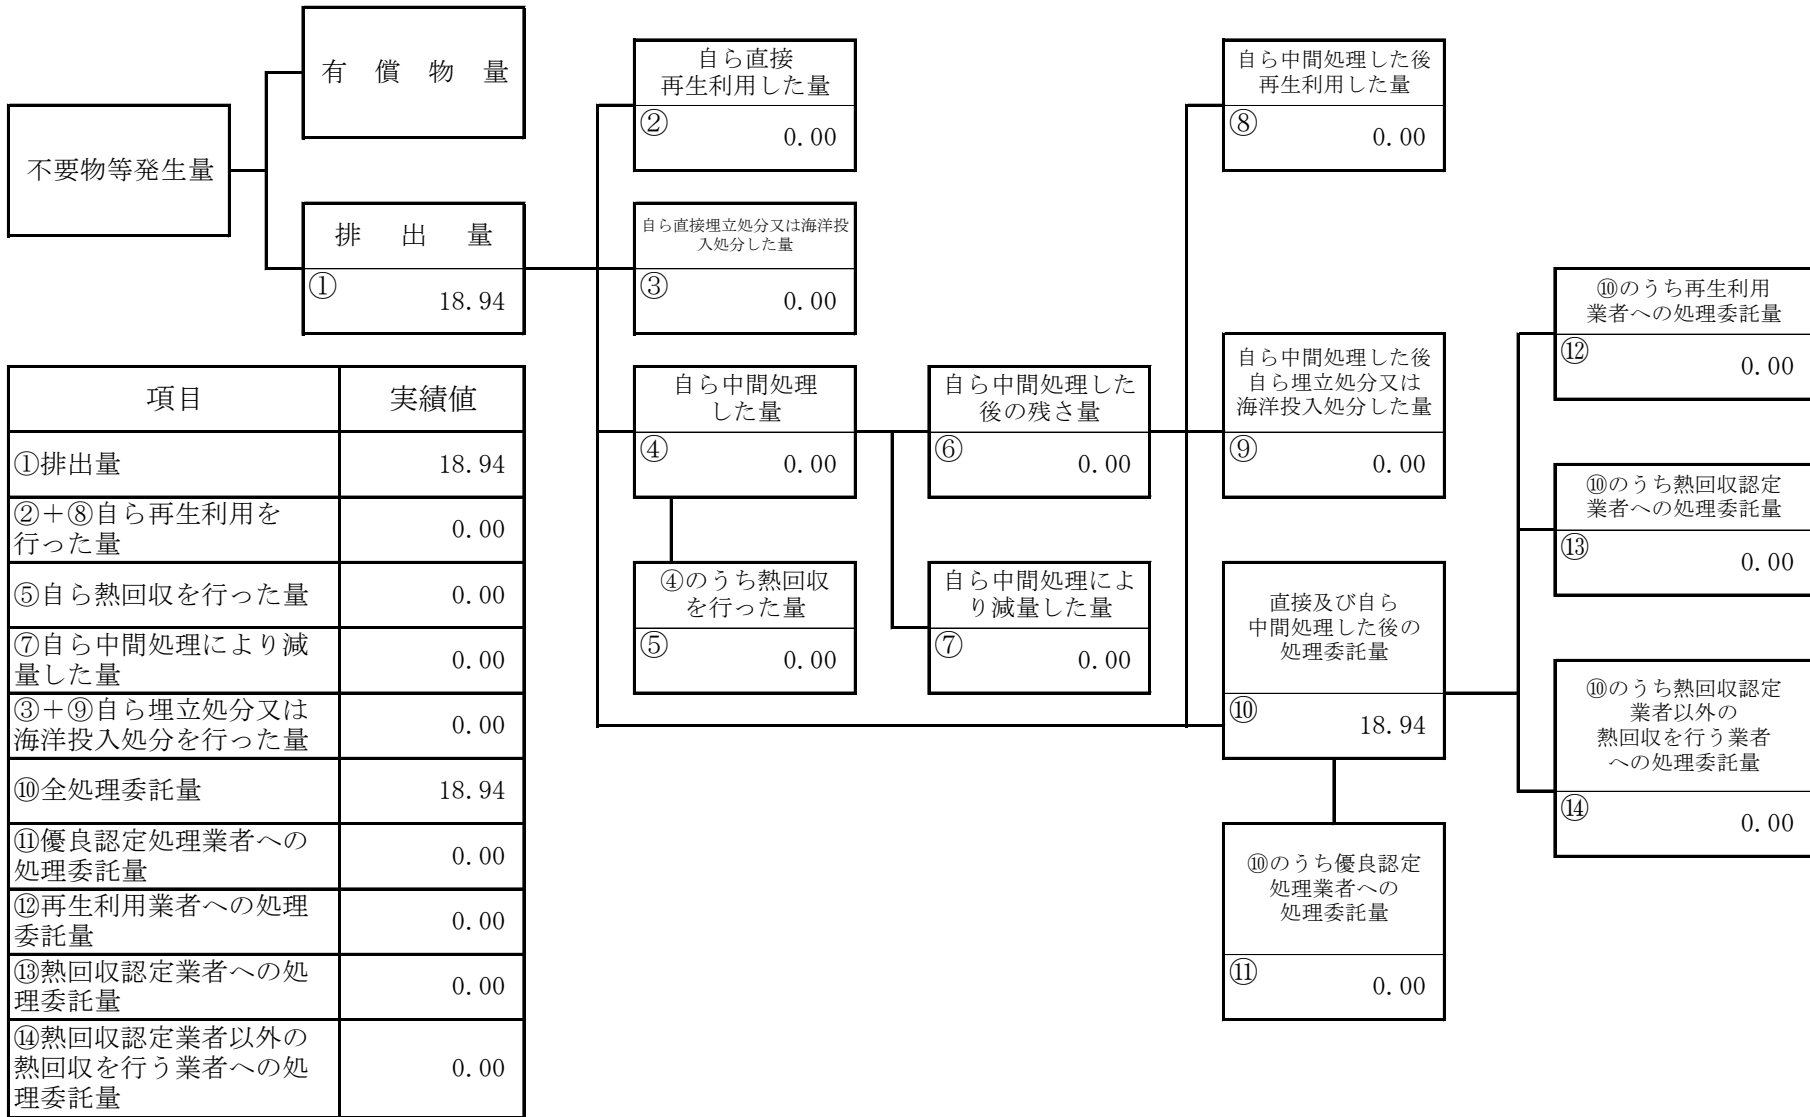 有償物量
不要物等発生量
排出量
①
18.94
自ら直接
再生利用した量
②
0.00
自ら直接埋立処分又は海洋投
入処分した量
③
0.00
自ら中間処理
した量
④
0.00
④のうち熱回収
を行った量
⑤
0.00
自ら中間処理した
後の残さ量
⑥
0.00
自ら中間処理によ
り減量した量
⑦
0.00
自ら中間処理した後
再生利用した量
⑧
0.00
自ら中間処理した後
自ら埋立処分又は
海洋投入処分した量
⑨
0.00
直接及び自ら
中間処理した後の
処理委託量
⑩
18.94
⑩のうち優良認定
処理業者への
処理委託量
⑪
0.00
⑩のうち再生利用
業者への処理委託量
⑫
0.00
⑩のうち熱回収認定
業者への処理委託量
⑬
0.00
⑩のうち熱回収認定
業者以外の
熱回収を行う業者
への処理委託量
⑭
0.00
項目 実績値
①排出量 18.94
②+⑧自ら再生利用を
行った量 0.00
⑤自ら熱回収を行った量 0.00
⑦自ら中間処理により減
量した量 0.00
③+⑨自ら埋立処分又は
海洋投入処分を行った量 0.00
⑩全処理委託量 18.94
⑪優良認定処理業者への
処理委託量 0.00
⑫再生利用業者への処理
委託量 0.00
⑬熱回収認定業者への処
理委託量 0.00
⑭熱回収認定業者以外の
熱回収を行う業者への処 0.00
理委託量